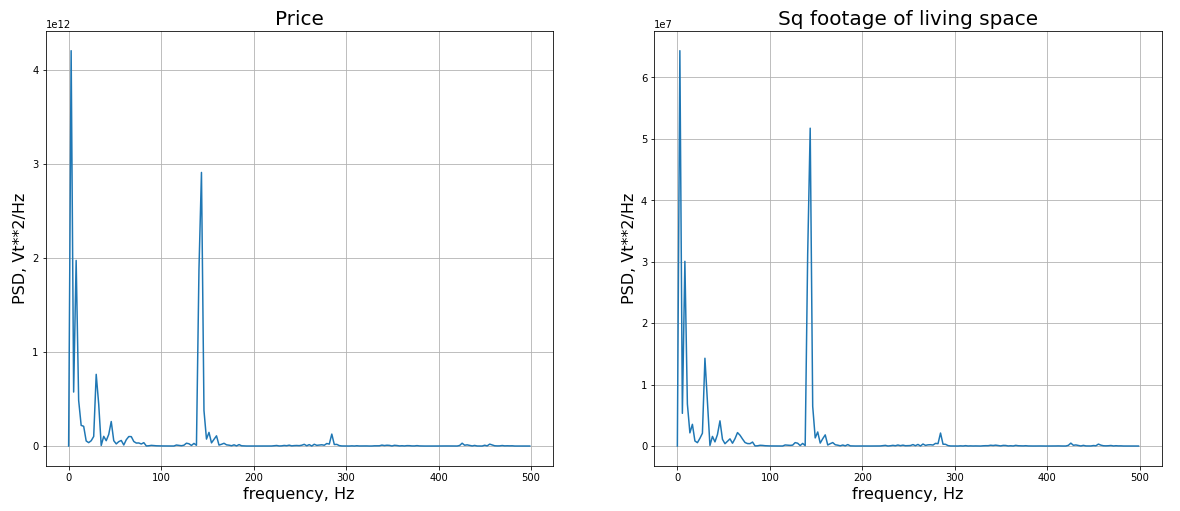 Price
1e12
4
3
2
1
0
PSD, Vt**2/Hz
0 100 200 300 400 500
frequency, Hz
Sq footage of living space
1e7
6
5
4
3
2
1
0
PSD, Vt**2/Hz
0 100 200 300 400 500
frequency, Hz